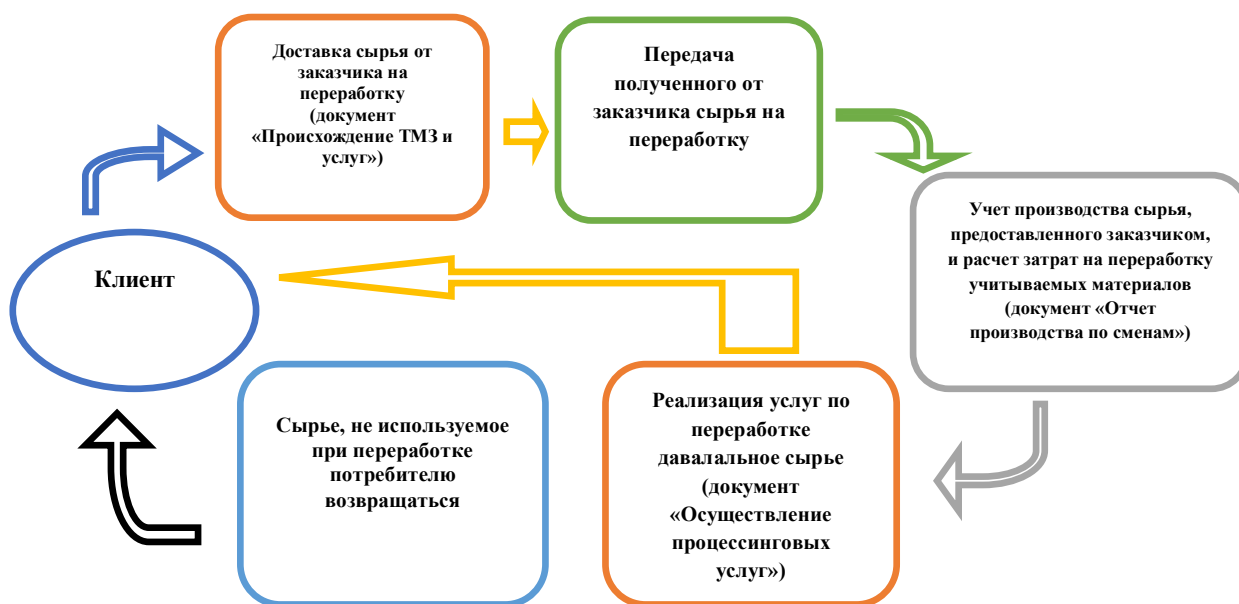 Доставка сырья от
заказчика на
переработку
(документ
«Происхождение ТМЗ и
услуг»)
Передача
полученного от
заказчика сырья на
переработку
Учет производства сырья,
предоставленного заказчиком,
и расчет затрат на переработку
учитываемых материалов
(документ «Отчет
производства по сменам»)
Клиент
Сырье, не используемое
при переработке
потребителю
возвращаться
Реализация услуг по
переработке
давалальное сырье
(документ
«Осуществление
процессинговых
услуг»)